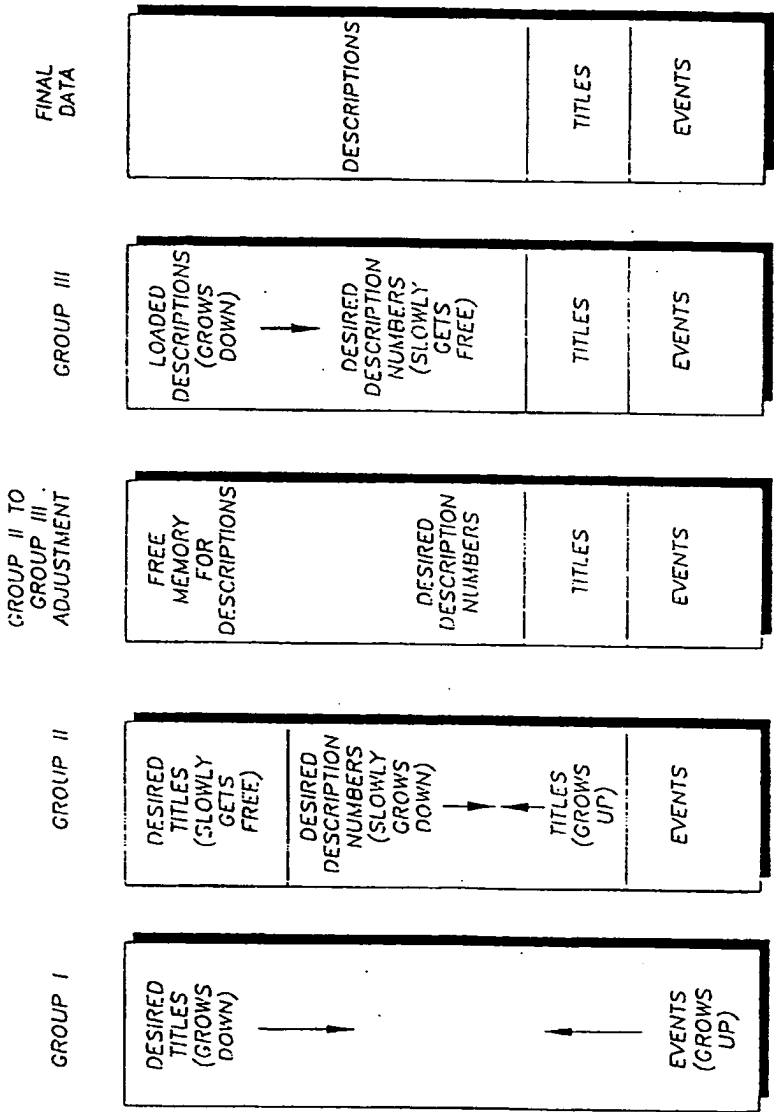 GROUP I
DESIRED
TITLES
(GROWS
DOWN)
EVENTS
(GROWS
UP)
GROUP II
DESIRED
TITLES
(SLOWLY
GETS
FREE)
DESIRED
DESCRIPTION
NUMBERS
(SLOWLY
GROWS
DOWN)
TITLES
(GROWS
UP)
EVENTS
GROUP II TO
GROUP III
ADJUSTMENT
FREE
MEMORY
FOR
DESCRIPTIONS
DESIRED
DESCRIPTION
NUMBERS
TITLES
EVENTS
GROUP III
LOADED
DESCRIPTIONS
(GROWS
DOWN)
DESIRED
DESCRIPTION
NUMBERS
(SLOWLY
GETS
FREE)
TITLES
EVENTS
FINAL
DATA
DESCRIPTIONS
TITLES
EVENTS